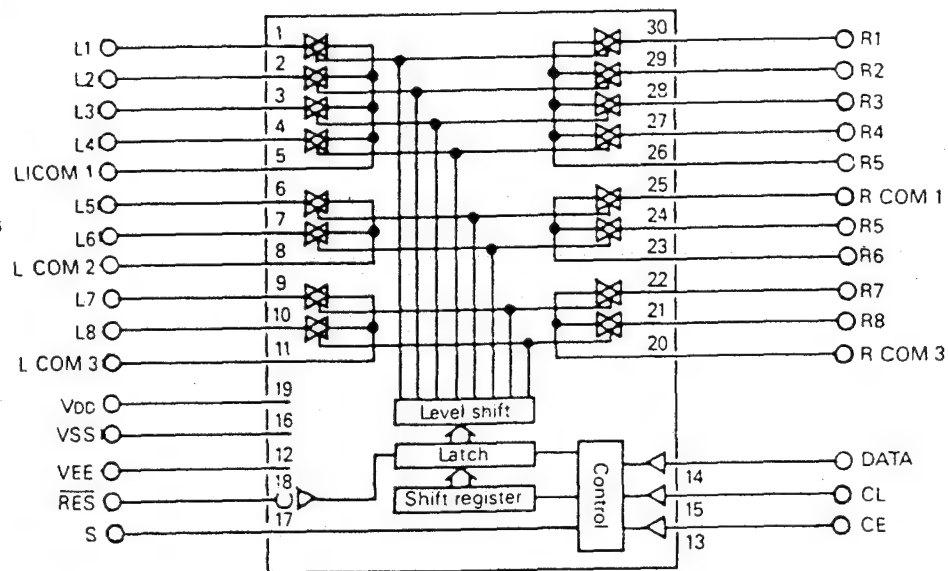 L1 1 30 R1
L2 2 29 R2
L3 3 28 R3
L4 4 27 R4
LICOM 1 5 26 R5
L5 6 25 R COM 1
L6 7 24 R5
L COM 2 8 23 R6
L7 9 22 R7
L8 10 21 R8
L COM 3 11 20 R COM 3
VDD 19
Level shift
VSS 16
Latch
VEE 12
Control
14 DATA
RES 18
Shift register
15 CL
S 17
13 CE